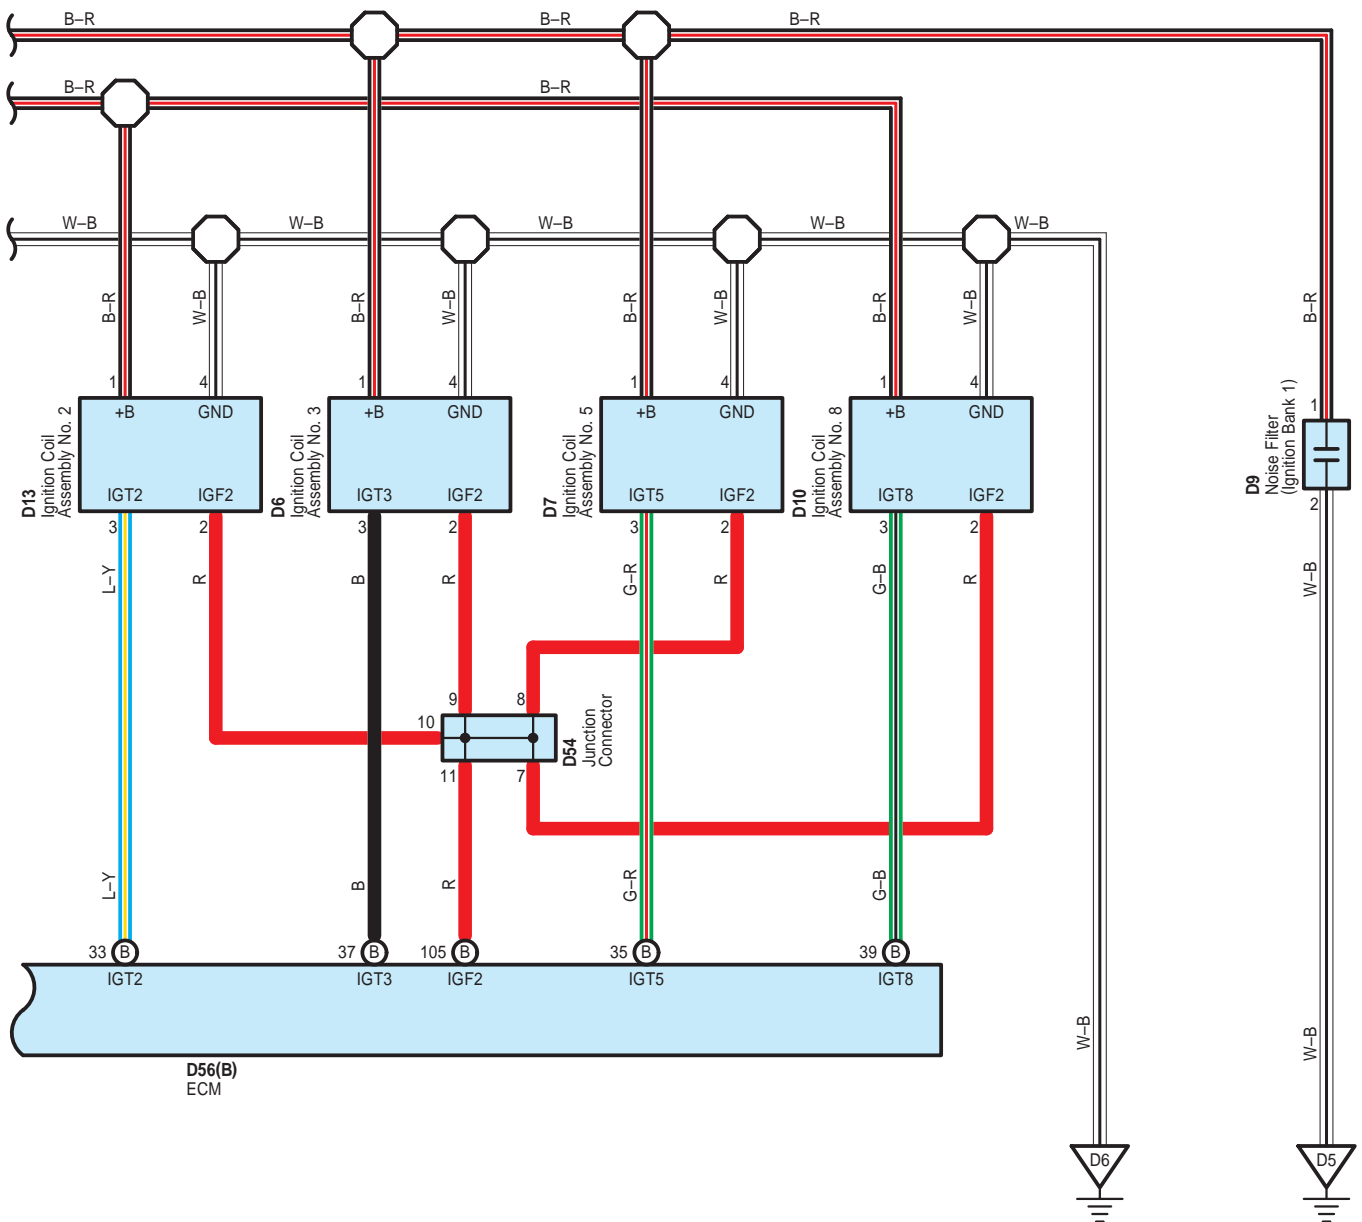 B–R B–R B–R
B–R B–R
W–B W–B W–B W–B W–B
B–R W–B B–R W–B B–R W–B B–R W–B B–R
1 4 1 4 1 4 1 4 1
+B GND +B GND +B GND +B GND
D13
Ignition Coil
Assembly No. 2
D6
Ignition Coil
Assembly No. 3
D7
Ignition Coil
Assembly No. 5
D10
Ignition Coil
Assembly No. 8
D9
Noise Filter
(Ignition Bank 1)
IGT2 IGF2 IGT3 IGF2 IGT5 IGF2 IGT8 IGF2
3 2 3 2 3 2 3 2 2
L–Y R B R G–R R G–B R W–B
9 8
10
D54
Junction
Connector
11 7
L–Y B R G–R G–B
33 B 37 B 105 B 35 B 39 B
IGT2 IGT3 IGF2 IGT5 IGT8
W–B W–B
D56(B)
ECM
D6 D5